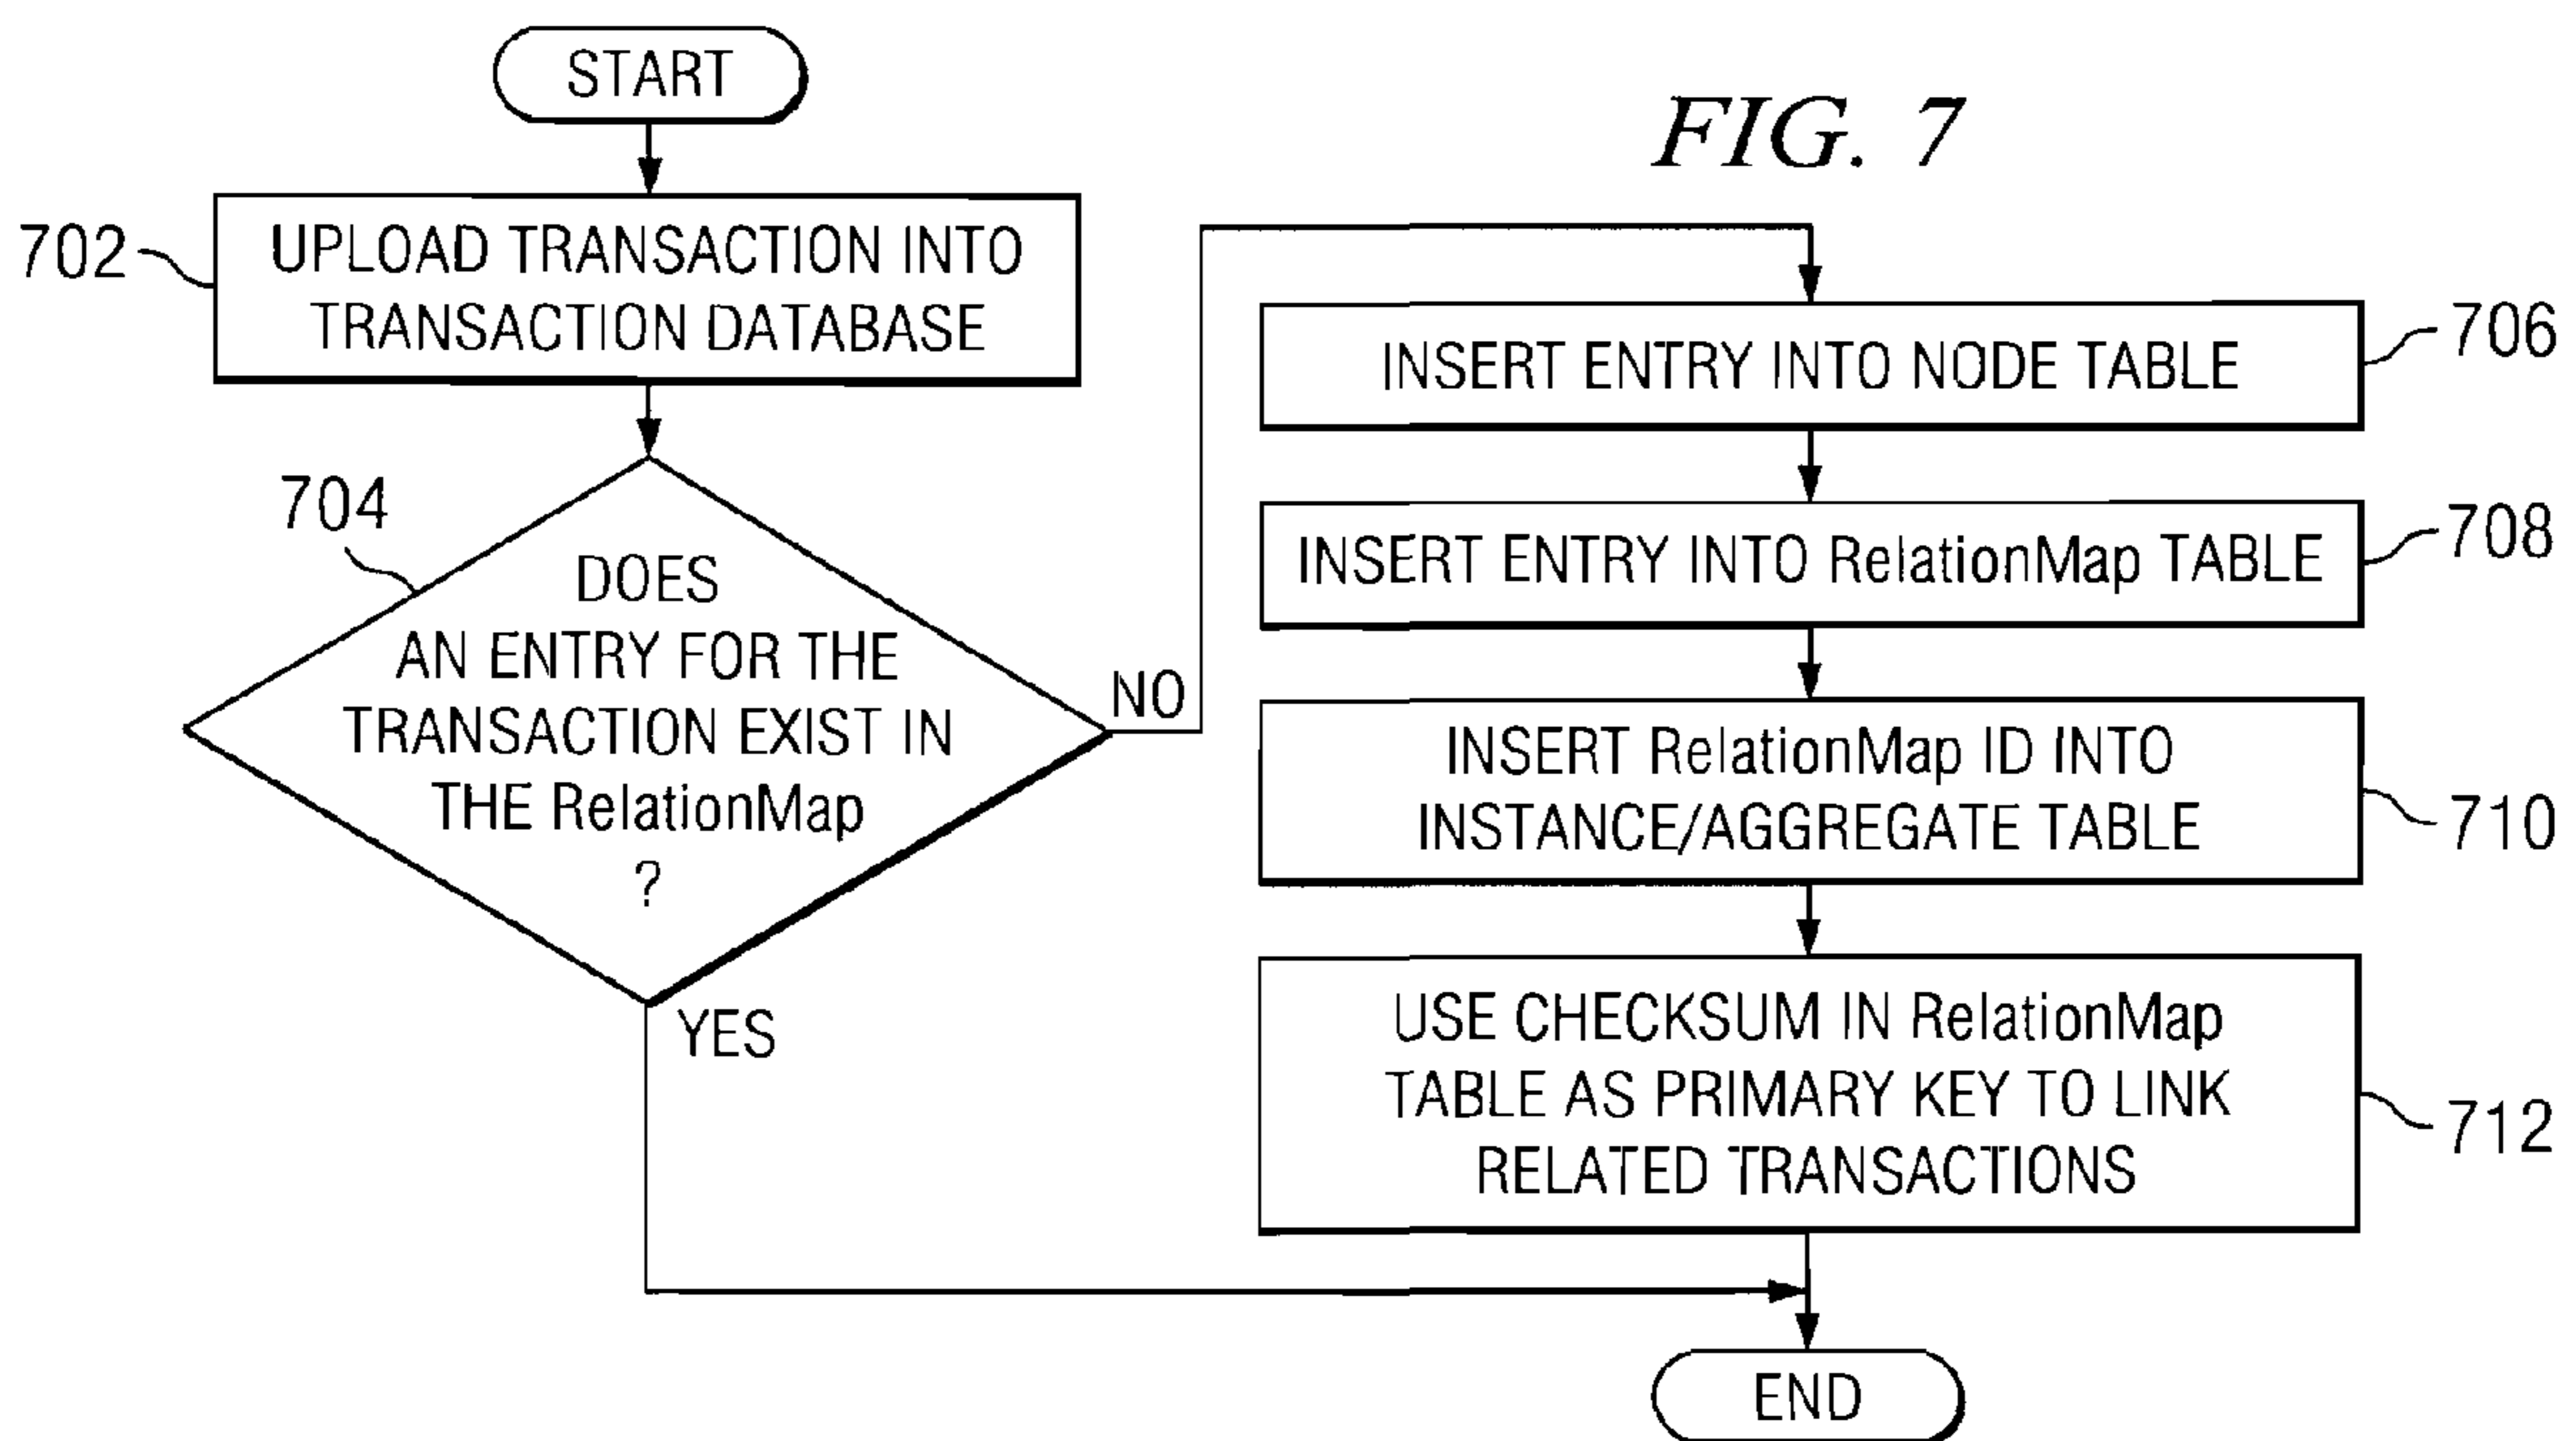 START
FIG. 7
702
UPLOAD TRANSACTION INTO
TRANSACTION DATABASE
704
DOES
AN ENTRY FOR THE
TRANSACTION EXIST IN
THE RelationMap
?
NO
YES
INSERT ENTRY INTO NODE TABLE
706
INSERT ENTRY INTO RelationMap TABLE
708
INSERT RelationMap ID INTO
INSTANCE/AGGREGATE TABLE
710
USE CHECKSUM IN RelationMap
TABLE AS PRIMARY KEY TO LINK
RELATED TRANSACTIONS
712
END